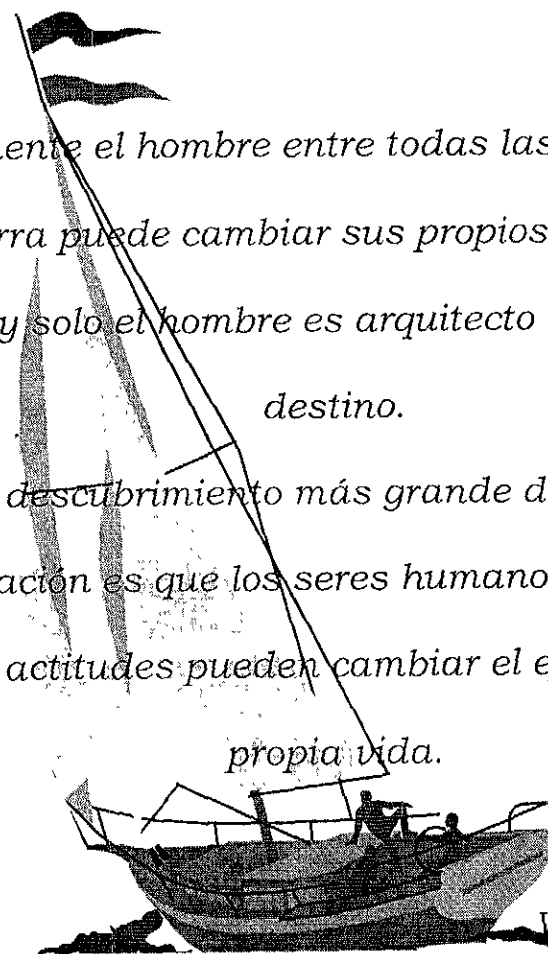 ente el hombre entre todas las
rra puede cambiar sus propios
y solo el hombre es arquitecto
destino.
descubrimiento más grande d
ación es que los seres humano
actitudes pueden cambiar el e
propia vida.